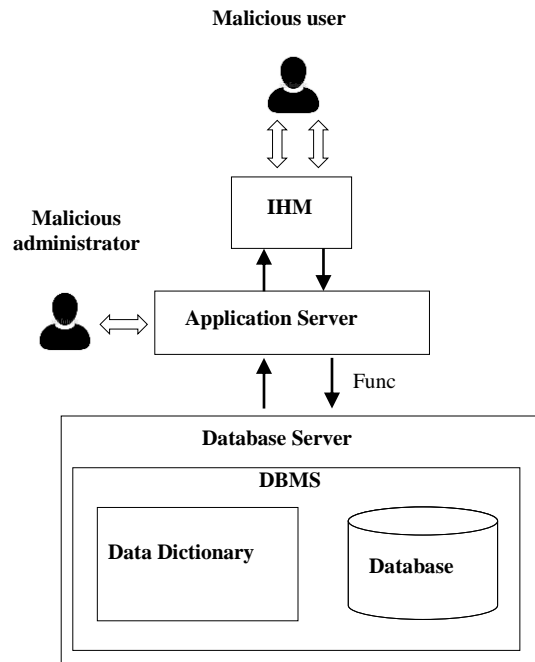 Malicious user
IHM
Malicious
administrator
Application Server
Func
Database Server
DBMS
Data Dictionary
Database